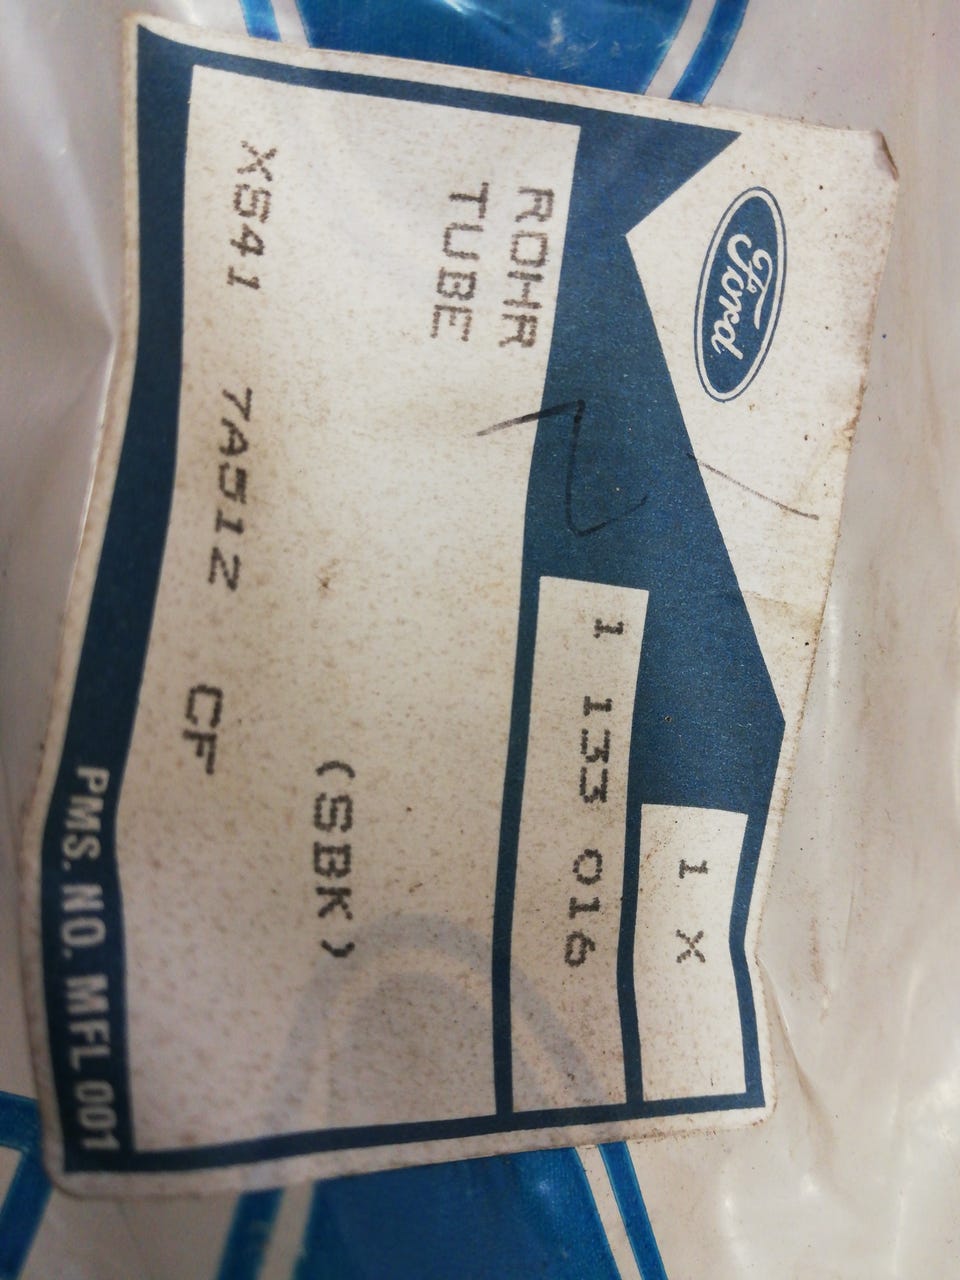 Ford
1 X
1 133 016
ROHR
TUBE
(SBK)
XS41 7A512 CF
PMS. NO. MFL 001